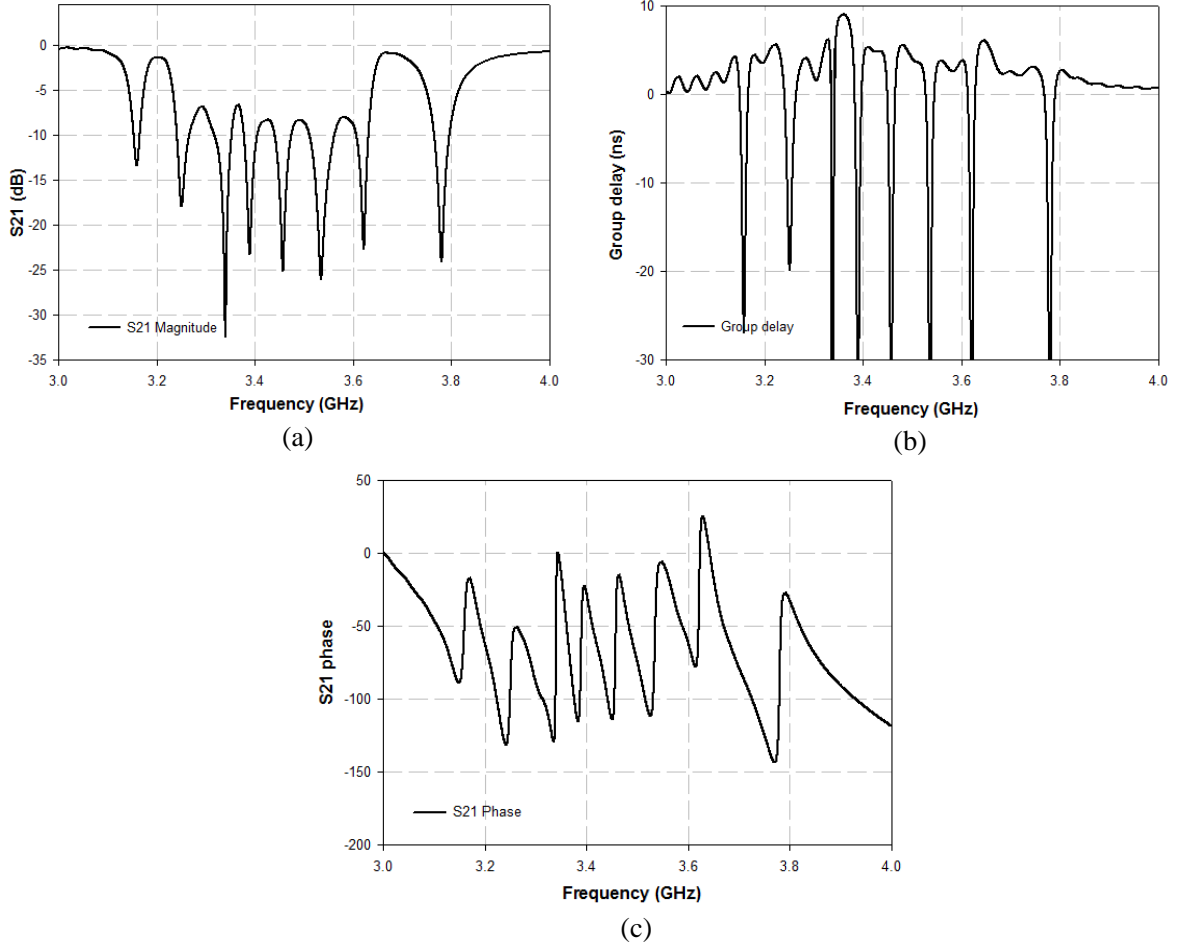 0
-5
-10
-15
-20
-25
-30
-35
S21 (dB)
S21 Magnitude
3.0 3.2 3.4 3.6 3.8 4.0
Frequency (GHz)
(a)
10
0
-10
-20
-30
Group delay (ns)
Group delay
3.0 3.2 3.4 3.6 3.8 4.0
Frequency (GHz)
(b)
50
0
-50
-100
-150
-200
S21 phase
S21 Phase
3.0 3.2 3.4 3.6 3.8 4.0
Frequency (GHz)
(c)